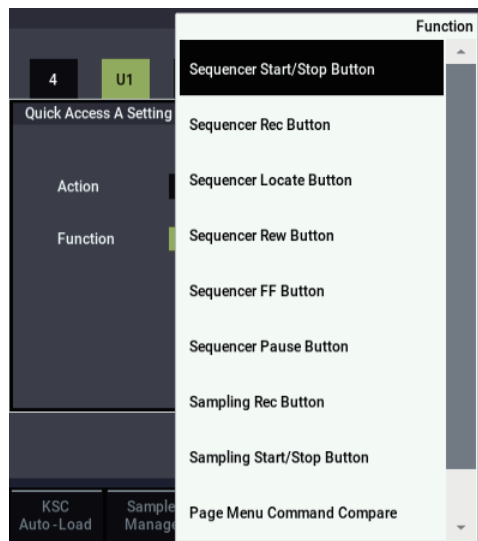 Function
4
U1
Sequencer Start/Stop Button
Quick Access A Setting
Sequencer Rec Button
Action
Sequencer Locate Button
Function
Sequencer Rew Button
Sequencer FF Button
Sequencer Pause Button
Sampling Rec Button
Sampling Start/Stop Button
Page Menu Command Compare
KSC
Auto-Load
Sample